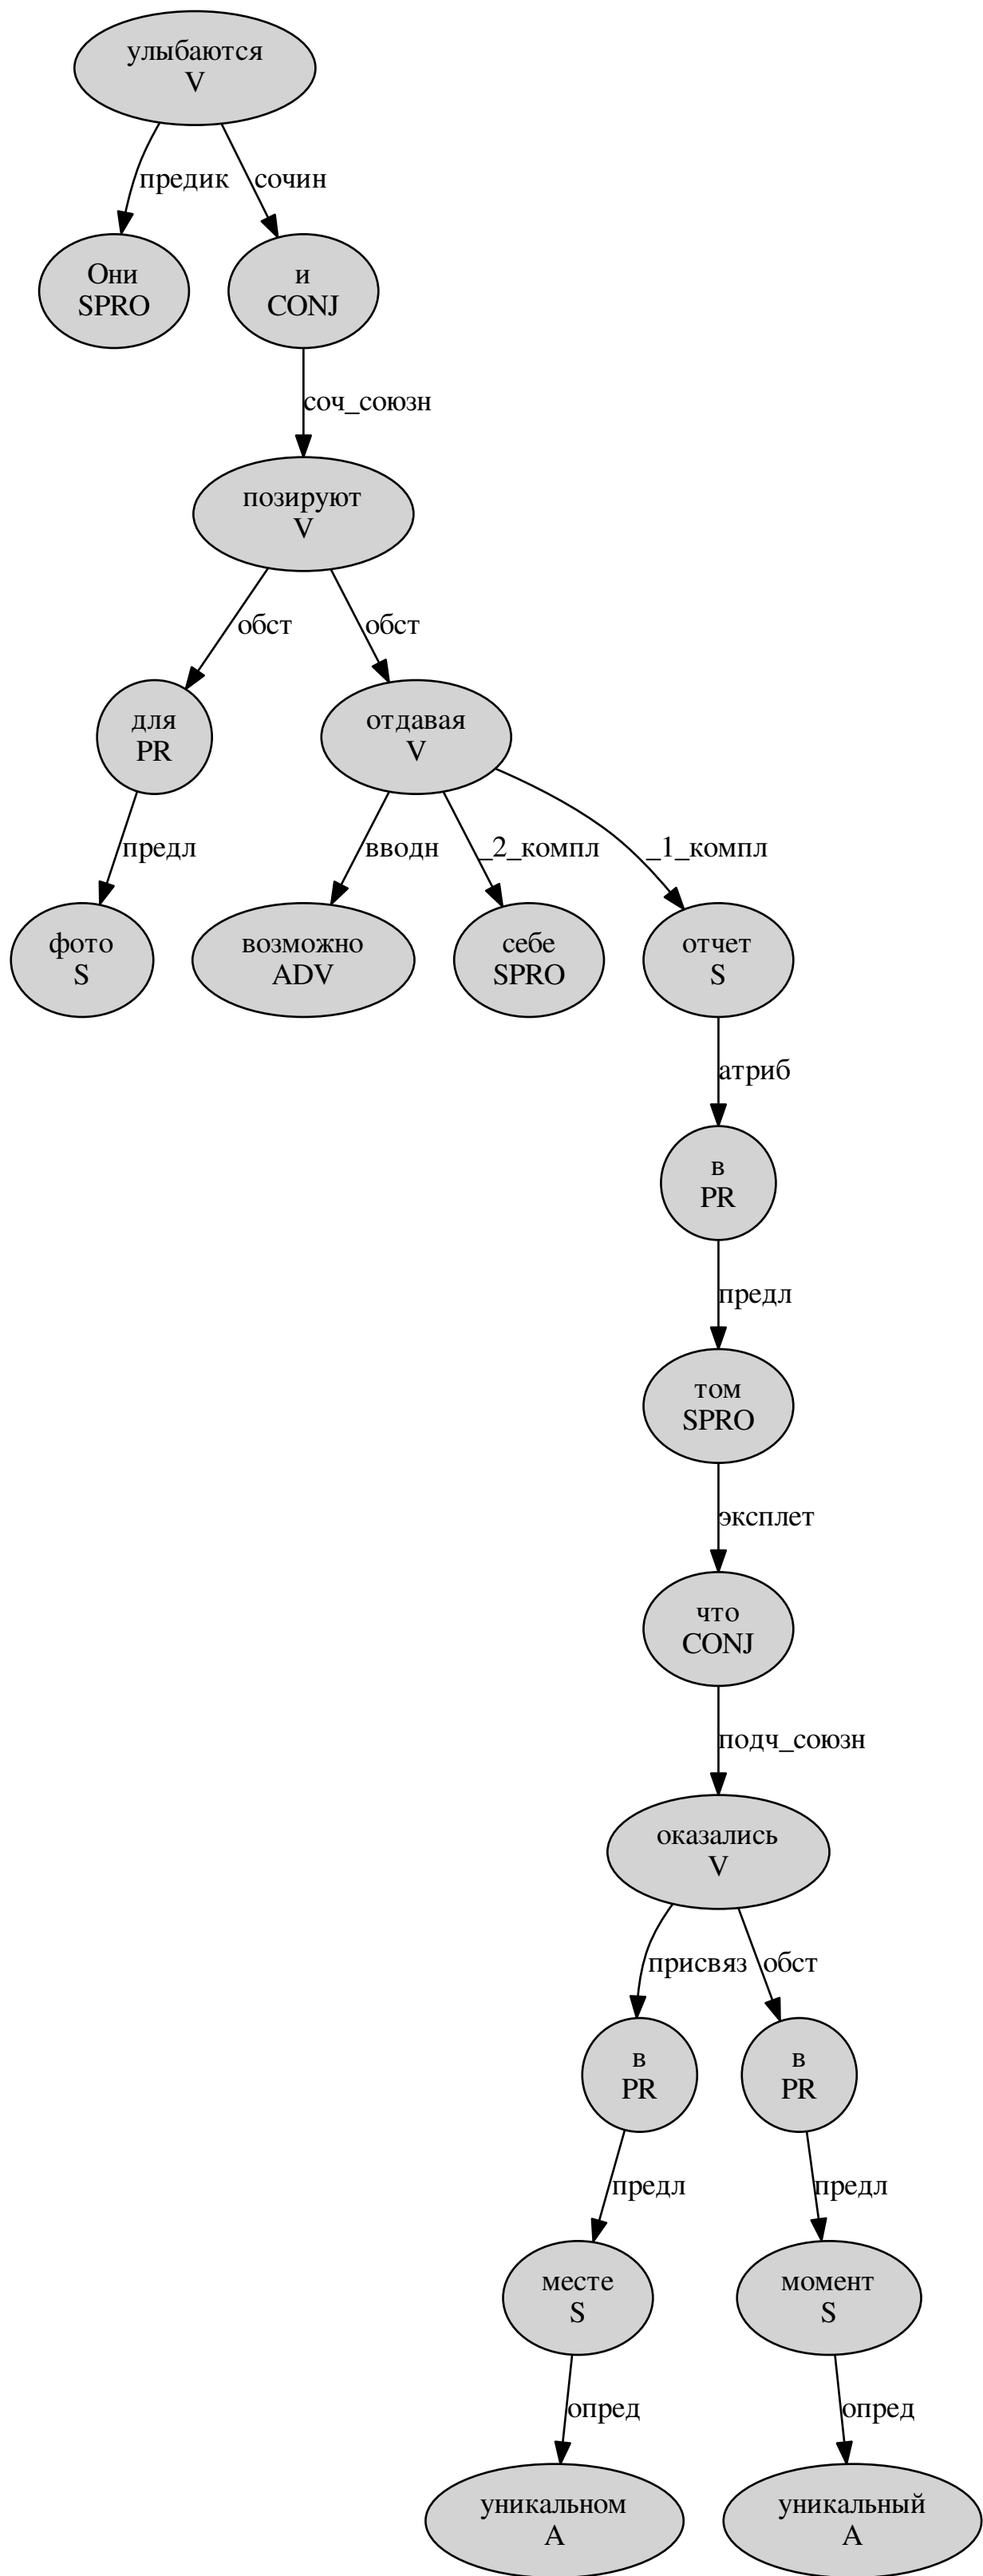 улыбаются
V
предик
сочин
Они
SPRO
и
CONJ
соч_союзн
позируют
V
обст
обст
для
PR
отдавая
V
предл
вводн
_2_компл
_1_компл
фото
S
возможно
ADV
себе
SPRO
отчет
S
атриб
в
PR
предл
том
SPRO
эксплет
что
CONJ
подч_союзн
оказались
V
присвяз
обст
в
PR
в
PR
предл
предл
месте
S
момент
S
опред
опред
уникальном
A
уникальный
A